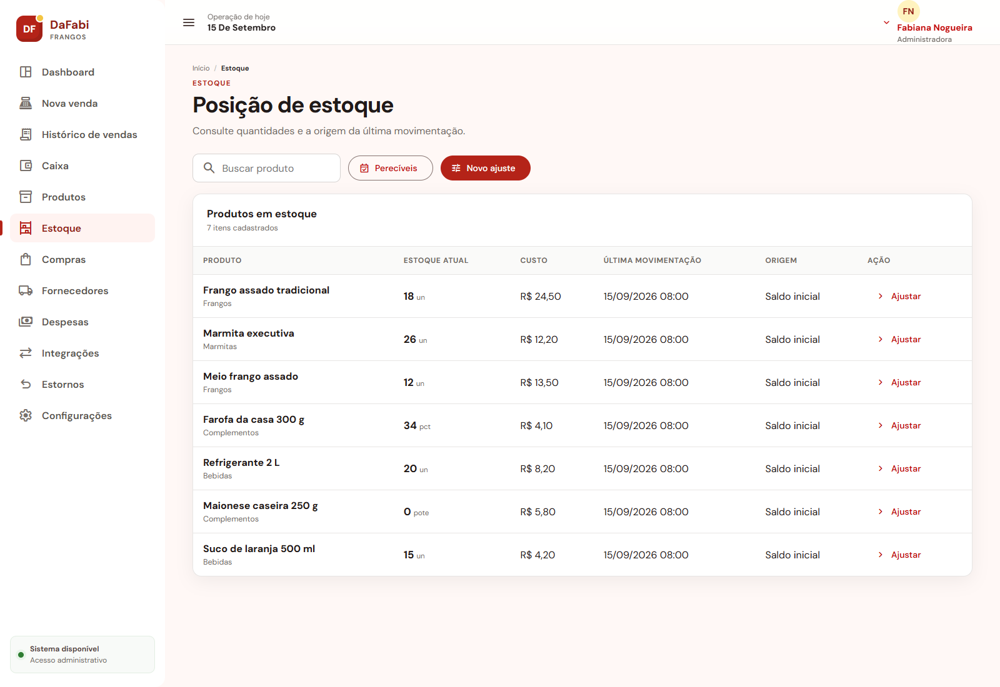 DF
DaFabi
FRANGOS
Dashboard
Nova venda
Histórico de vendas
Caixa
Produtos
Estoque
Compras
Fornecedores
Despesas
Integrações
Estornos
Configurações
Sistema disponível
Acesso administrativo
Operação de hoje
15 De Setembro
FN
Fabiana Nogueira
Administradora
Início / Estoque
ESTOQUE
Posição de estoque
Consulte quantidades e a origem da última movimentação.
Buscar produto
Perecíveis
Novo ajuste
Produtos em estoque
7 itens cadastrados
PRODUTO ESTOQUE ATUAL CUSTO ÚLTIMA MOVIMENTAÇÃO ORIGEM AÇÃO
Frango assado tradicional
Frangos
18 un R$ 24,50 15/09/2026 08:00 Saldo inicial Ajustar
Marmita executiva
Marmitas
26 un R$ 12,20 15/09/2026 08:00 Saldo inicial Ajustar
Meio frango assado
Frangos
12 un R$ 13,50 15/09/2026 08:00 Saldo inicial Ajustar
Farofa da casa 300 g
Complementos
34 pct R$ 4,10 15/09/2026 08:00 Saldo inicial Ajustar
Refrigerante 2 L
Bebidas
20 un R$ 8,20 15/09/2026 08:00 Saldo inicial Ajustar
Maionese caseira 250 g
Complementos
0 pote R$ 5,80 15/09/2026 08:00 Saldo inicial Ajustar
Suco de laranja 500 ml
Bebidas
15 un R$ 4,20 15/09/2026 08:00 Saldo inicial Ajustar